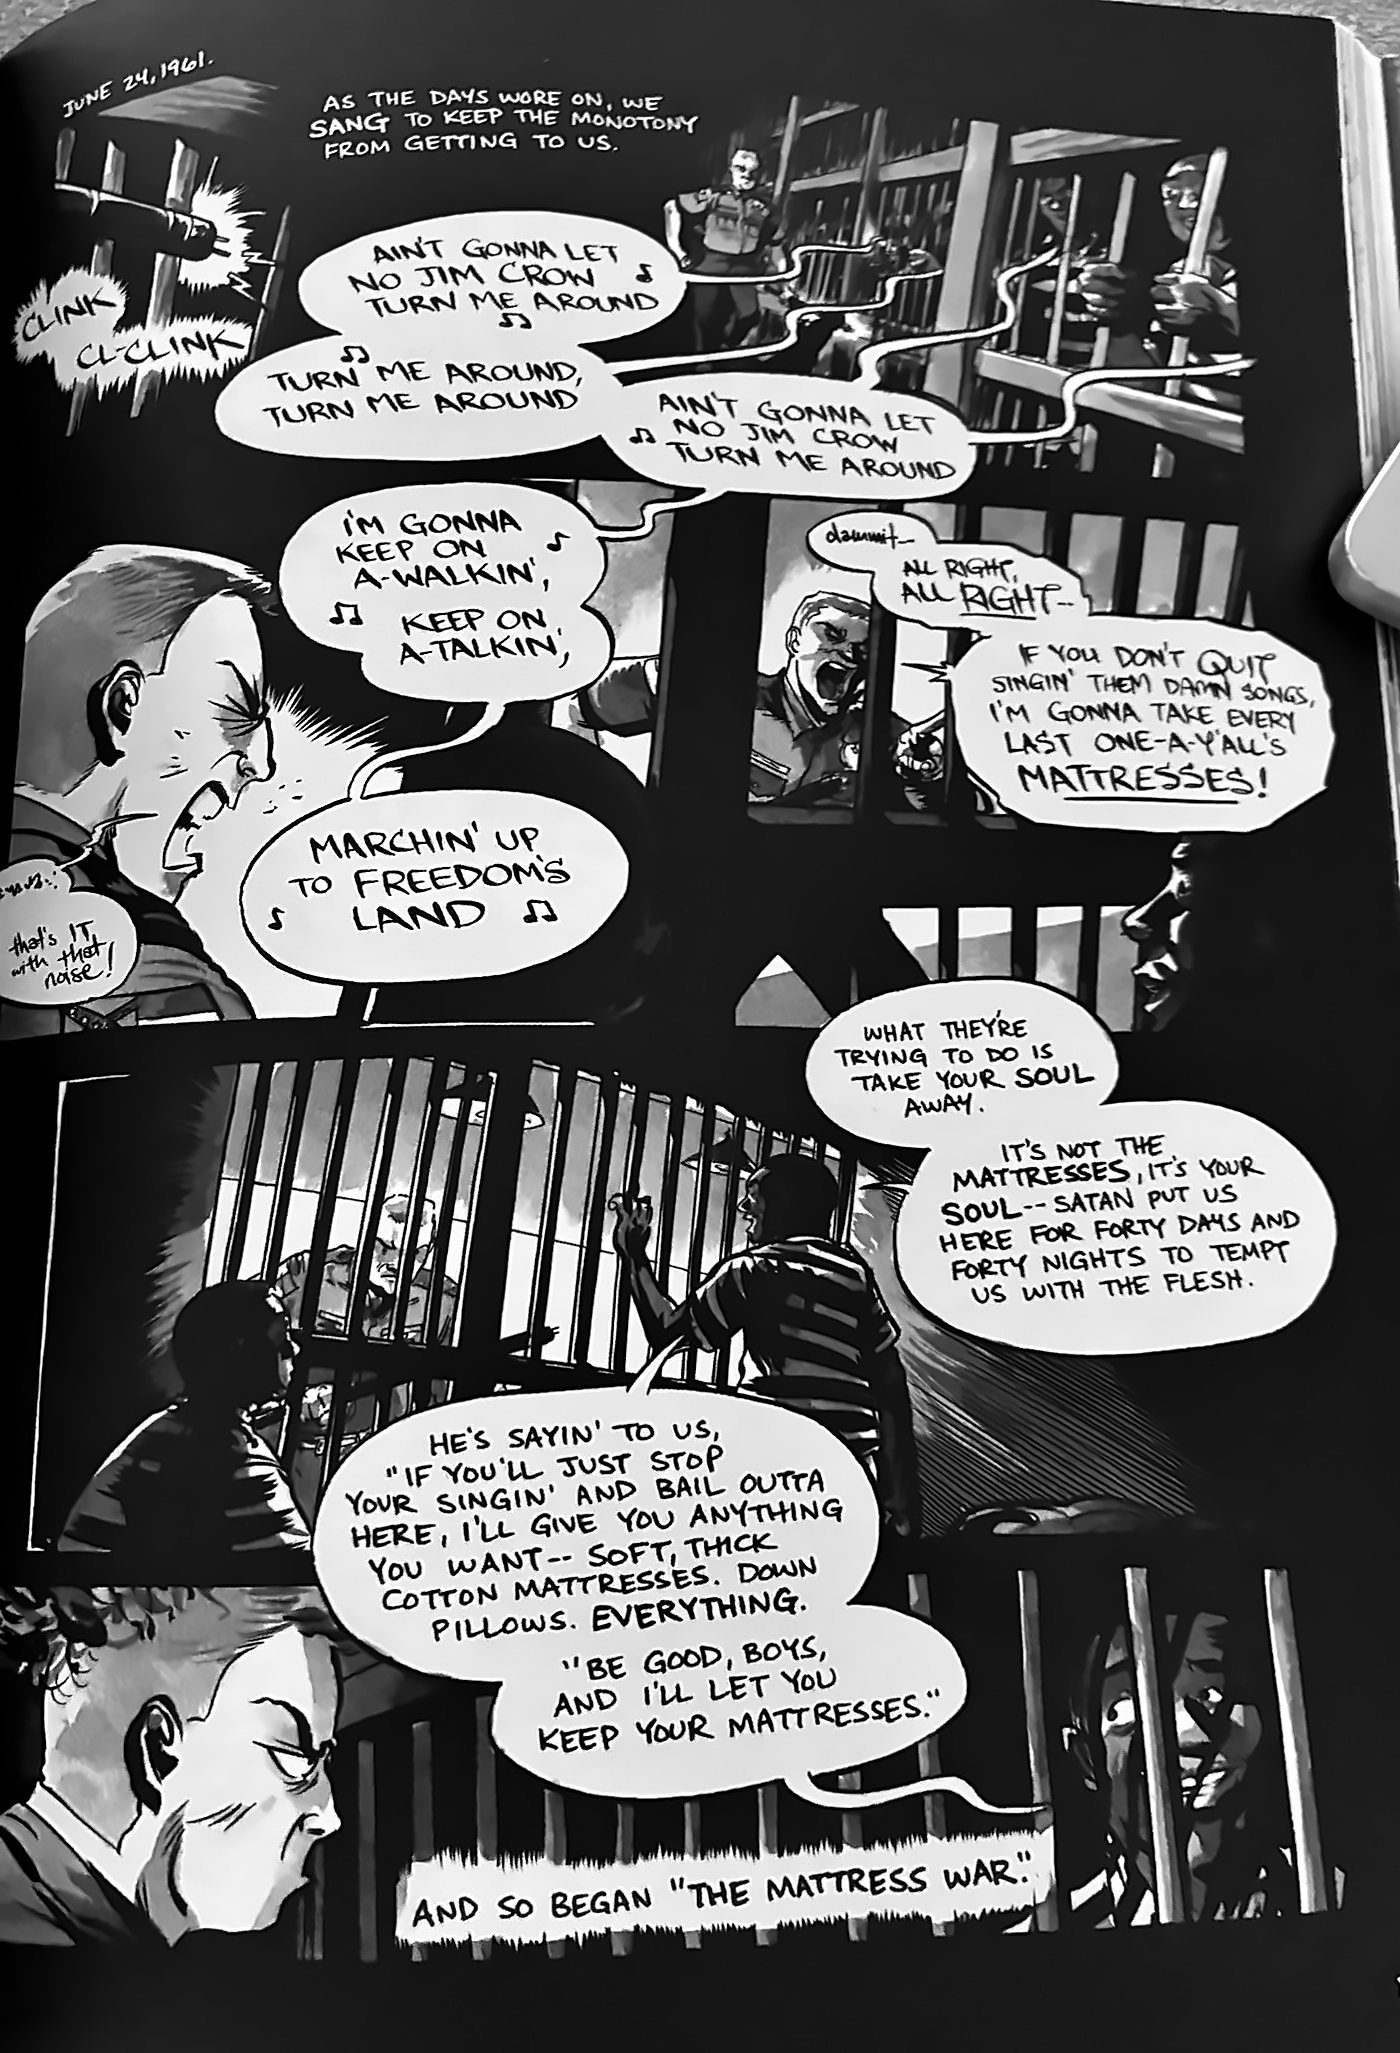 JUNE 24, 1961.
AS THE DAYS WORE ON, WE
SANG TO KEEP THE MONOTONY
FROM GETTING TO US.
CLINK
CL-CLINK
AIN'T GONNA LET
NO JIM CROW
TURN ME AROUND
TURN ME AROUND,
TURN ME AROUND
AIN'T GONNA LET
NO JIM CROW
TURN ME AROUND
I'M GONNA
KEEP ON
A-WALKIN',
KEEP ON
A-TALKIN',
MARCHIN' UP
TO FREEDOM'S
LAND
that's IT,
with that
noise!
dammit--
ALL RIGHT,
ALL RIGHT--
IF YOU DON'T QUIT
SINGIN' THEM DAMN SONGS,
I'M GONNA TAKE EVERY
LAST ONE-A-Y'ALL'S
MATTRESSES!
WHAT THEY'RE
TRYING TO DO IS
TAKE YOUR SOUL
AWAY.
IT'S NOT THE
MATTRESSES, IT'S YOUR
SOUL-- SATAN PUT US
HERE FOR FORTY DAYS AND
FORTY NIGHTS TO TEMPT
US WITH THE FLESH.
HE'S SAYIN' TO US,
"IF YOU'LL JUST STOP
YOUR SINGIN' AND BAIL OUTTA
HERE, I'LL GIVE YOU ANYTHING
YOU WANT-- SOFT, THICK
COTTON MATTRESSES. DOWN
PILLOWS. EVERYTHING.
"BE GOOD, BOYS,
AND I'LL LET YOU
KEEP YOUR MATTRESSES."
AND SO BEGAN "THE MATTRESS WAR."